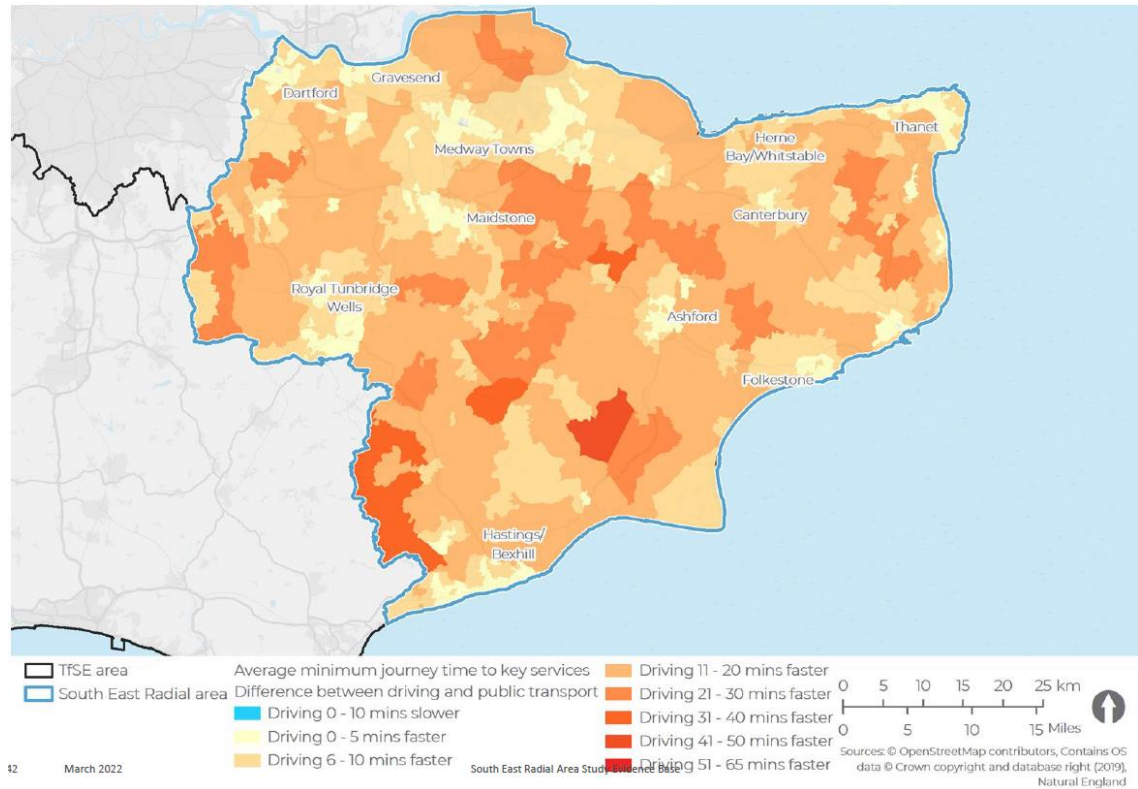 Gravesend
Dartford
Thanet
Herne
Bay/Whitstable
Medway Towns
Maidstone
Canterbury
Royal Tunbridge
Wells
Ashford
Folkestone
Hastings/
Bexhill
TfSE area
South East Radial area
Average minimum journey time to key services
Difference between driving and public transport
Driving 0 - 10 mins slower
Driving 0 - 5 mins faster
Driving 6 - 10 mins faster
Driving 11 - 20 mins faster
Driving 21 - 30 mins faster
Driving 31 - 40 mins faster
Driving 41 - 50 mins faster
Driving 51 - 65 mins faster
0 5 10 15 20 25 km
0 5 10 15 Miles
Sources: © OpenStreetMap contributors, Contains OS
data © Crown copyright and database right (2019),
Natural England
42 March 2022 South East Radial Area Study Evidence Base